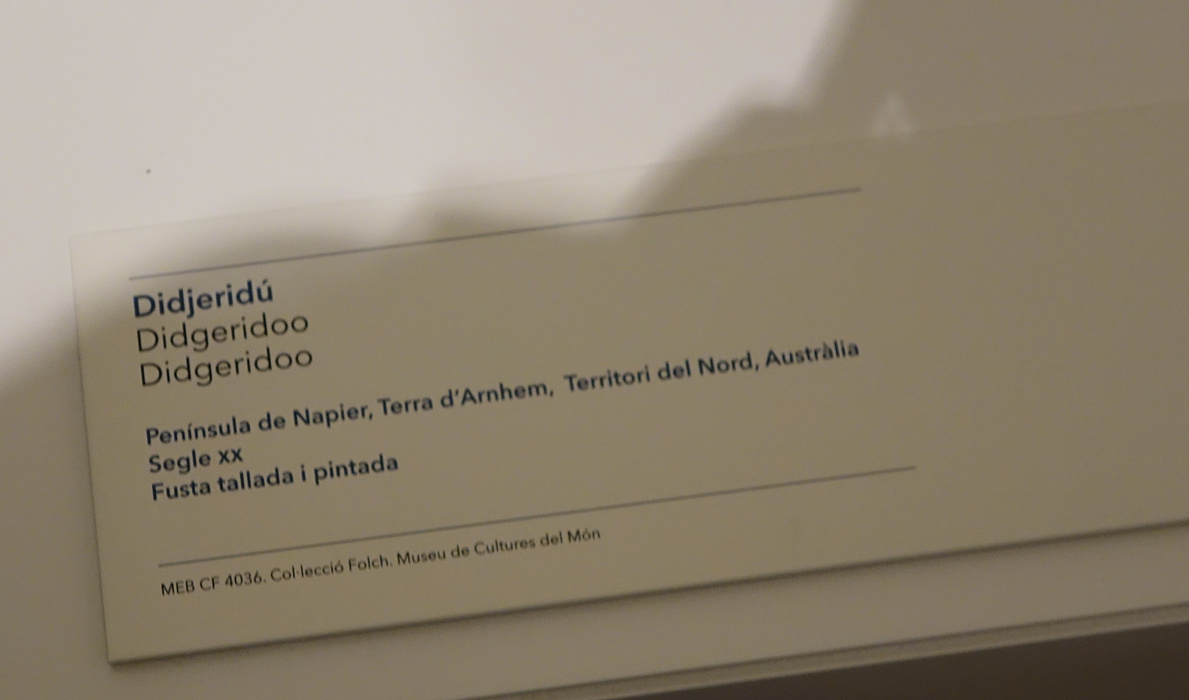 Didjeridú
Didgeridoo
Didgeridoo
Península de Napier, Terra d’Arnhem, Territori del Nord, Austràlia
Segle xx
Fusta tallada i pintada
MEB CF 4036. Col·lecció Folch. Museu de Cultures del Món